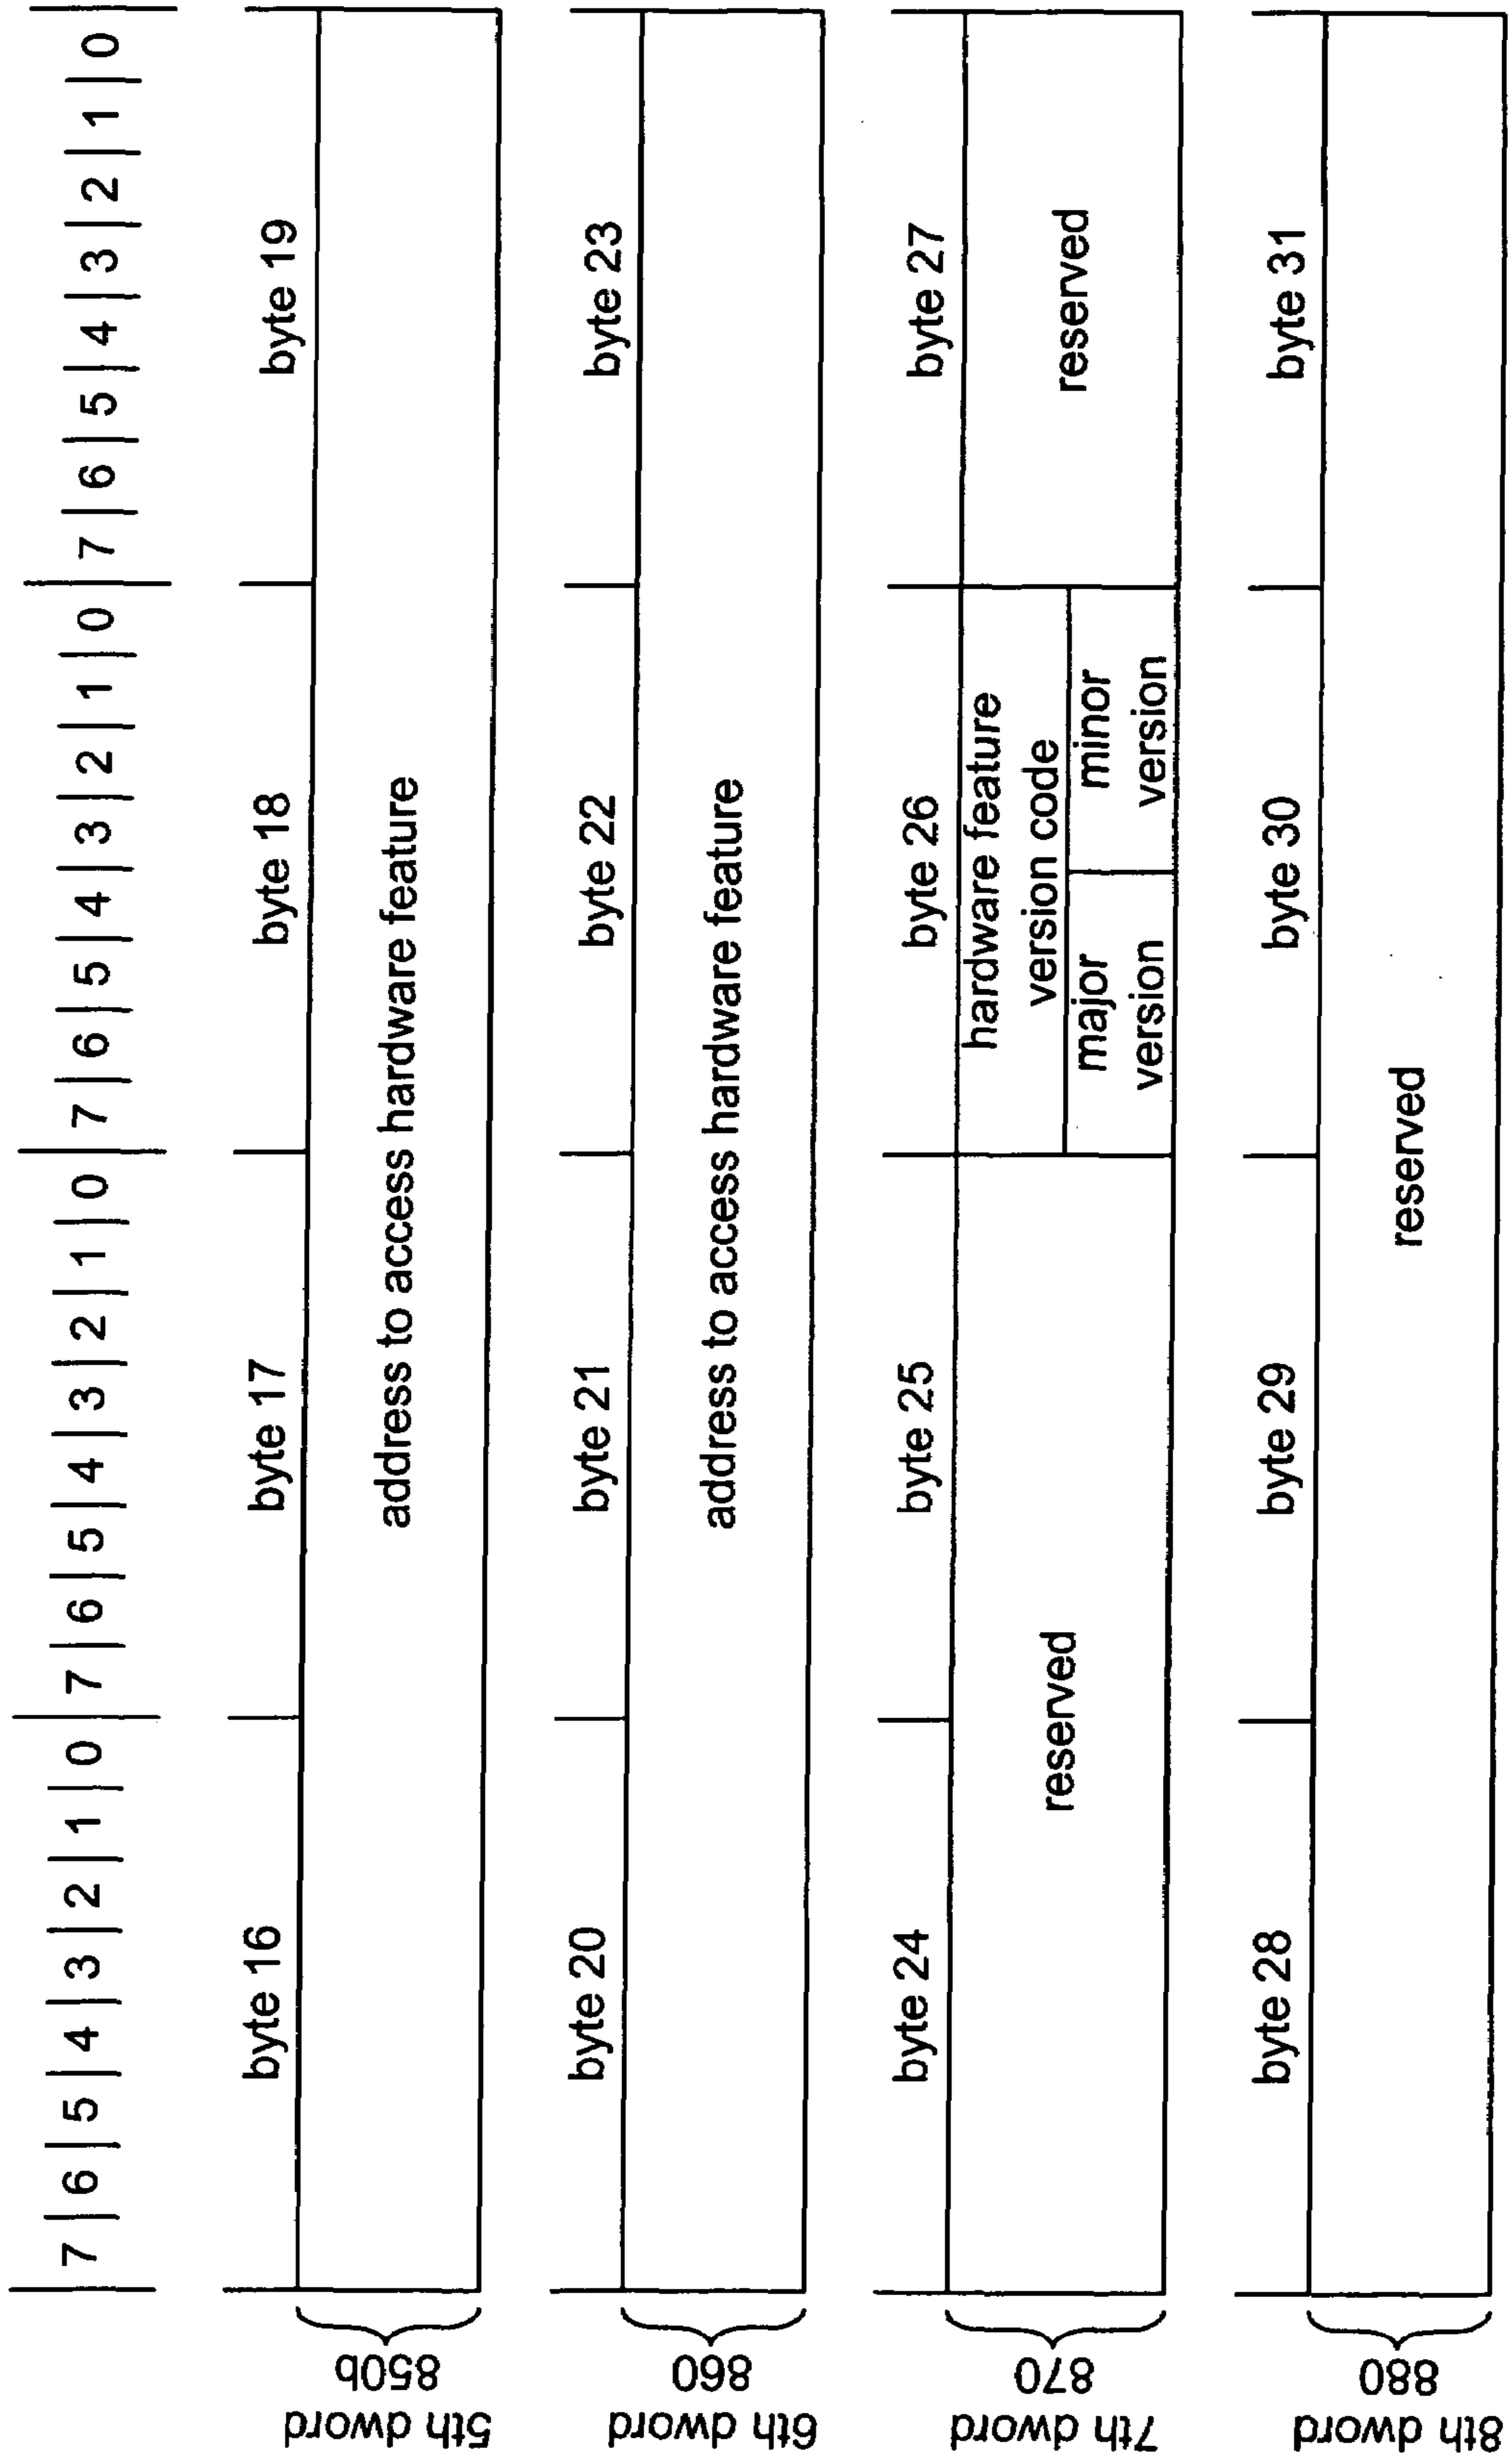 7 | 6 | 5 | 4 | 3 | 2 | 1 | 0 | 7 | 6 | 5 | 4 | 3 | 2 | 1 | 0 | 7 | 6 | 5 | 4 | 3 | 2 | 1 | 0 | 7 | 6 | 5 | 4 | 3 | 2 | 1 | 0
byte 16 byte 17 byte 18 byte 19
5th dword
850b
address to access hardware feature
byte 20 byte 21 byte 22 byte 23
6th dword
860
address to access hardware feature
byte 24 byte 25 byte 26 byte 27
7th dword
870
reserved
hardware feature
version code
major
version
minor
version
reserved
byte 28 byte 29 byte 30 byte 31
8th dword
880
reserved